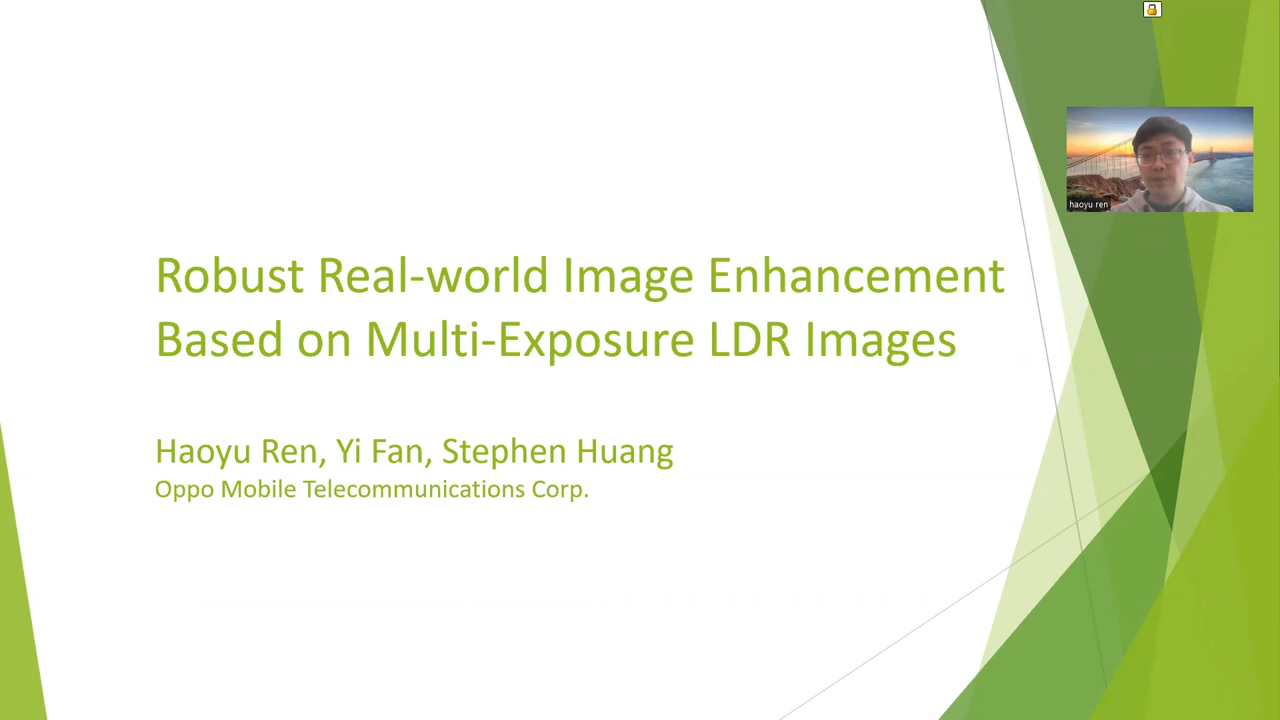 Robust Real-world Image Enhancement
Based on Multi-Exposure LDR Images
Haoyu Ren, Yi Fan, Stephen Huang
Oppo Mobile Telecommunications Corp.
haoyu ren